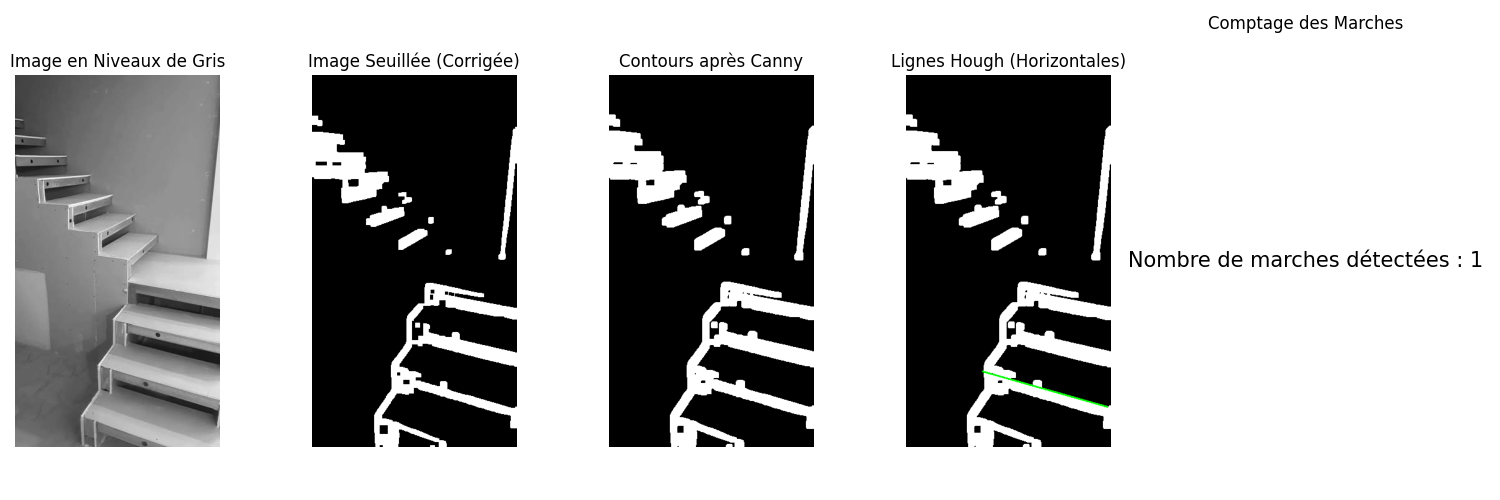 Comptage des Marches
Image en Niveaux de Gris
Image Seuillée (Corrigée)
Contours après Canny
Lignes Hough (Horizontales)
Nombre de marches détectées : 1